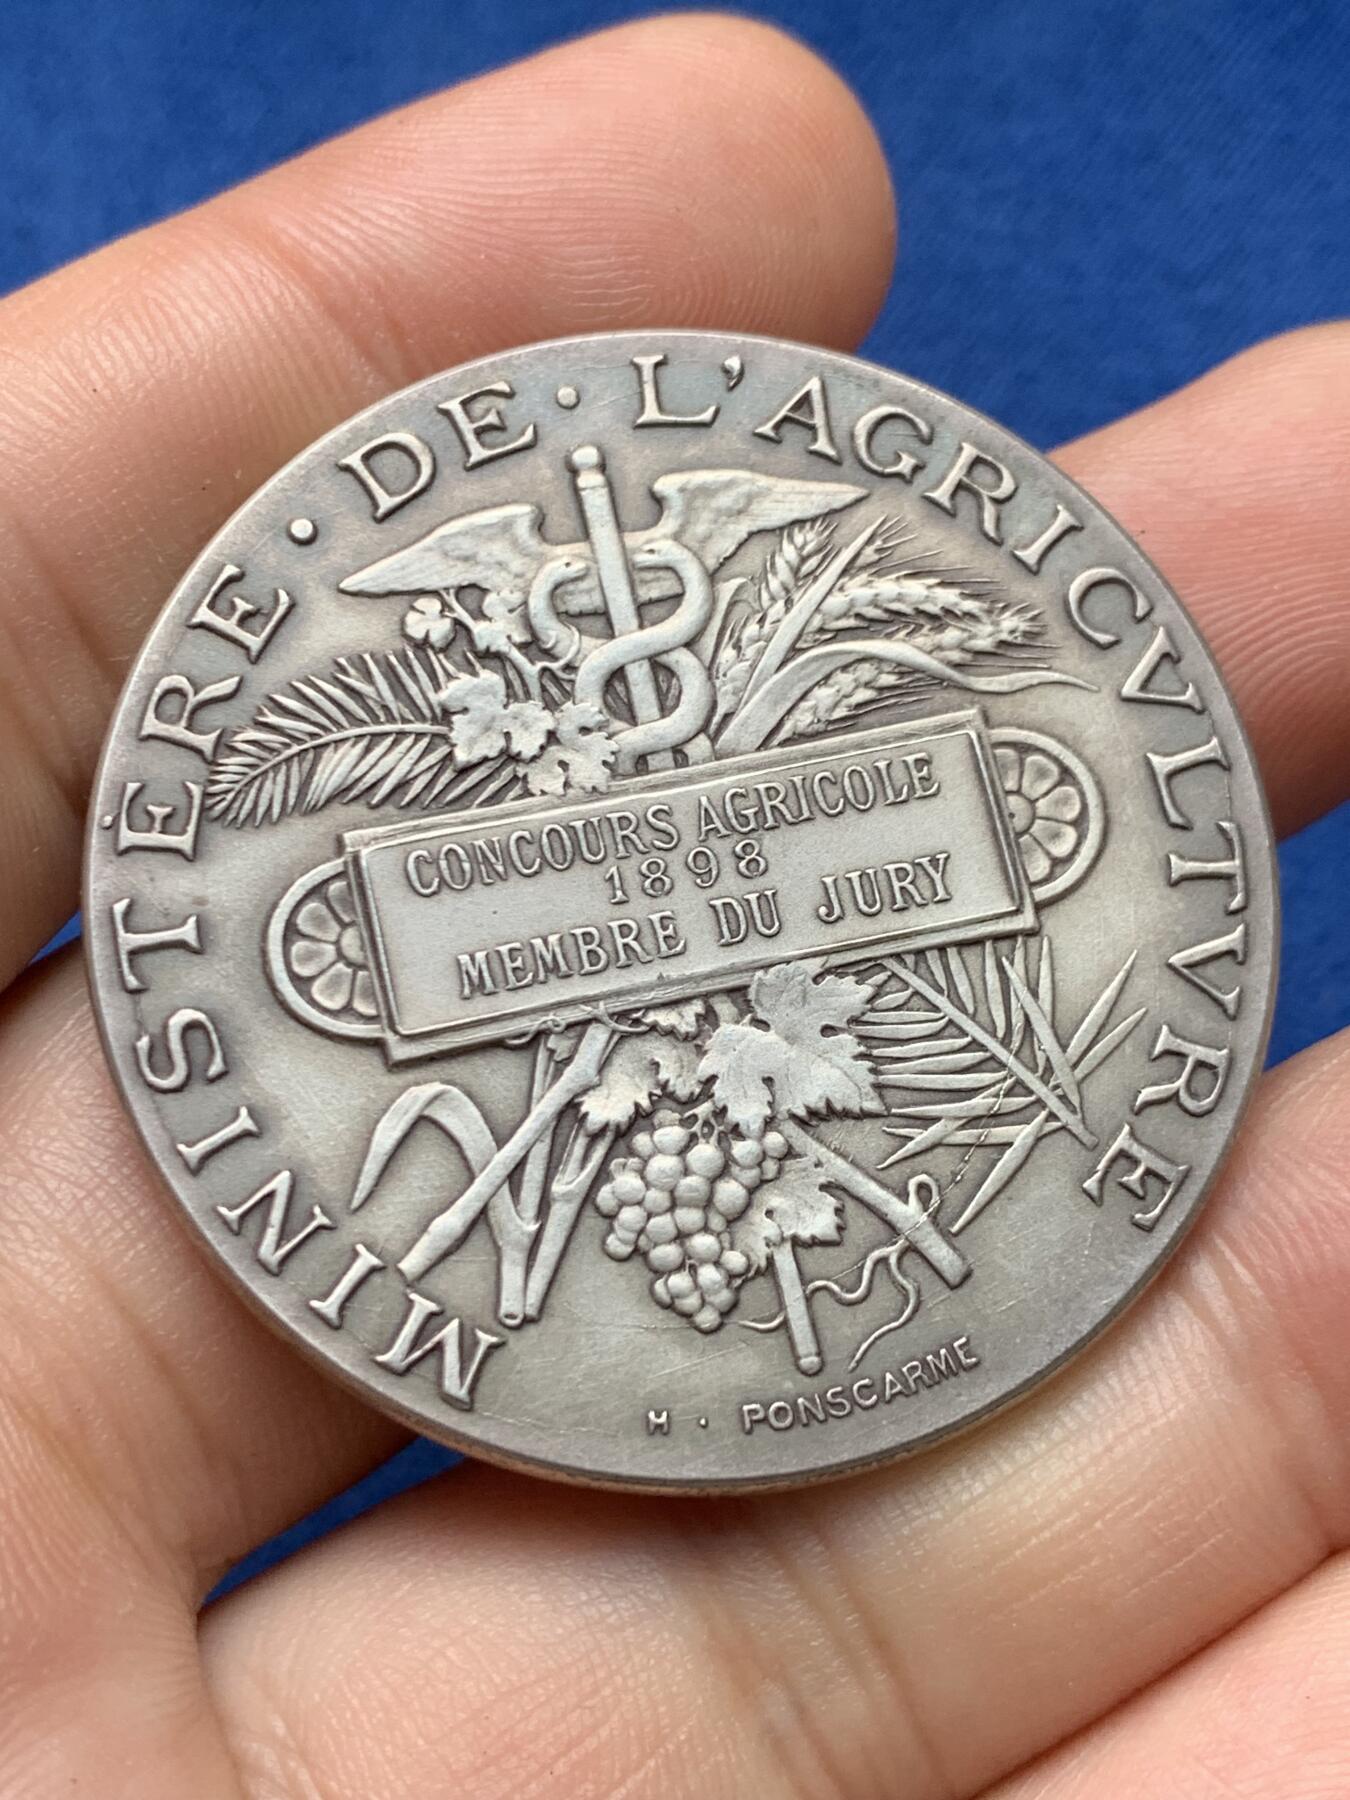 MINISTÈRE · DE · L'AGRICVLTVRE
CONCOURS AGRICOLE
1898
MEMBRE DU JURY
H · PONSCARME